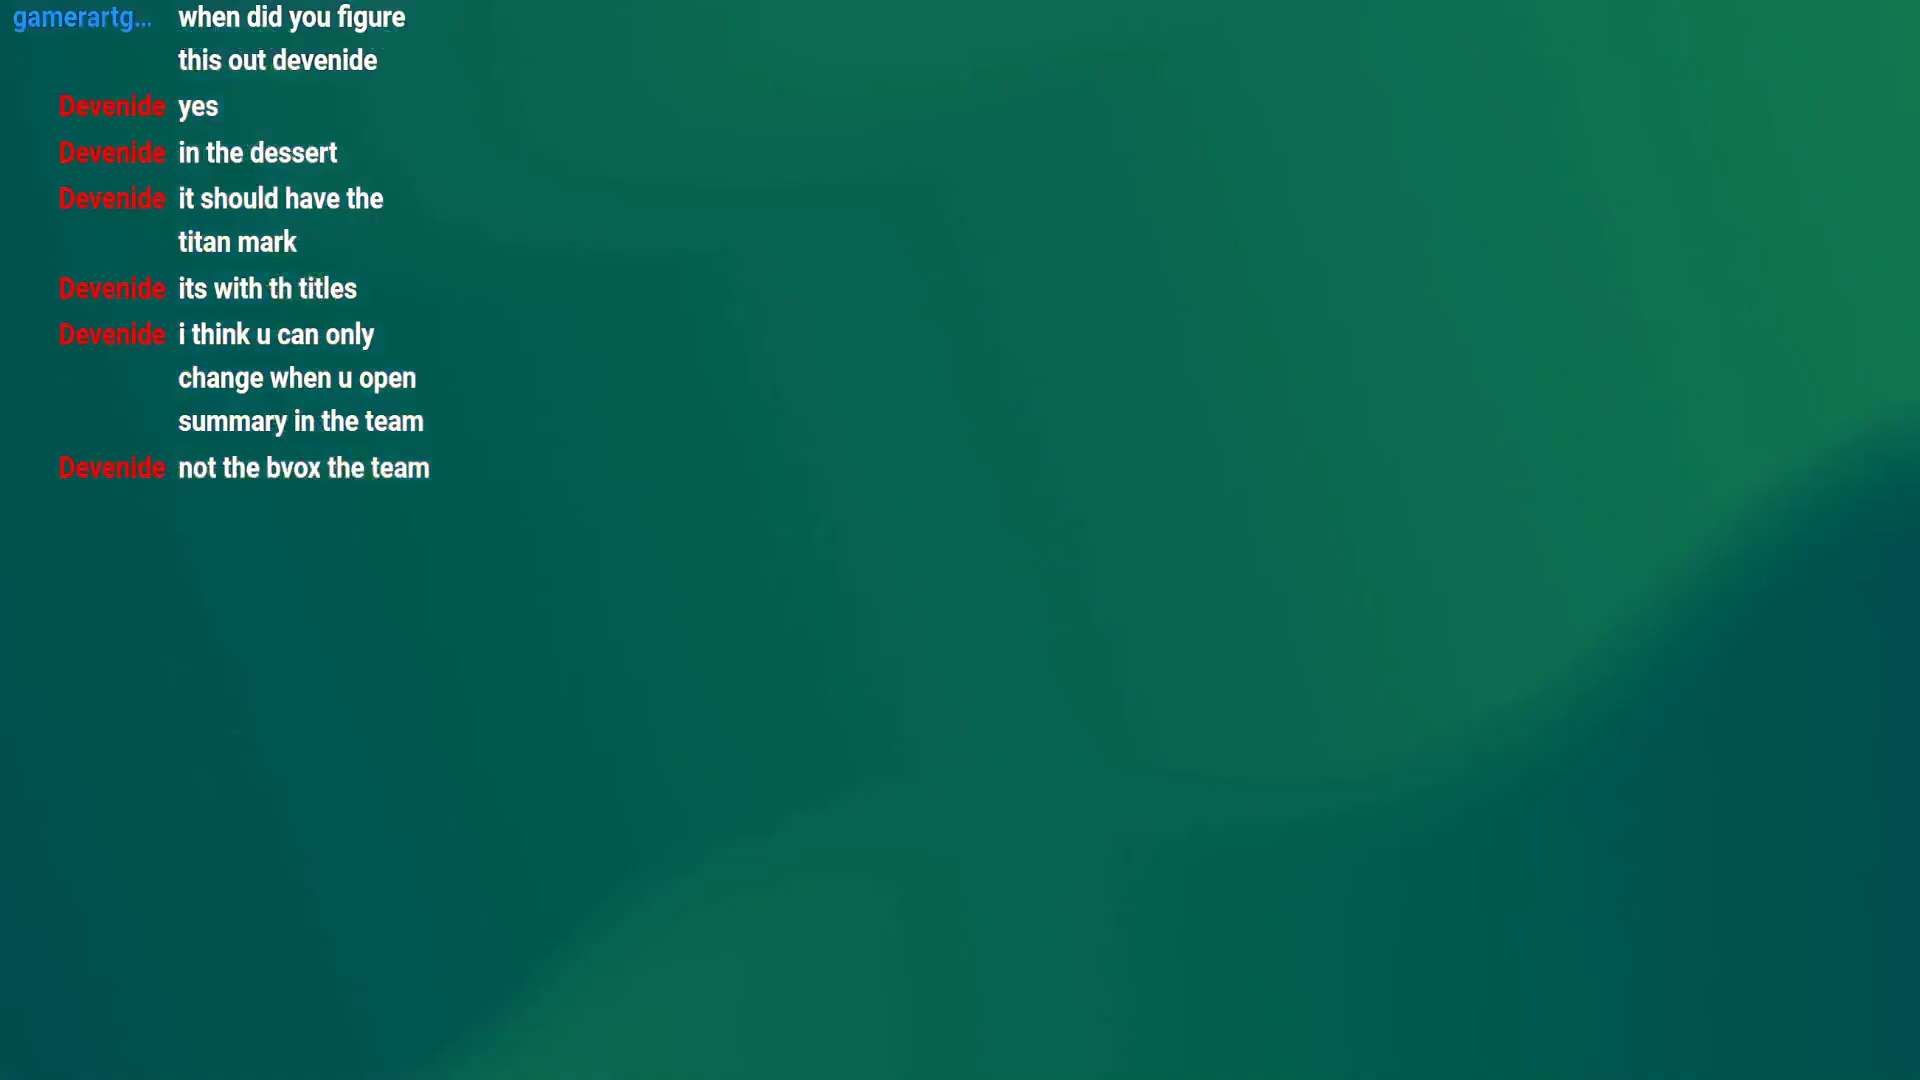 gamerartg... when did you figure
this out devenide
Devenide yes
Devenide in the dessert
Devenide it should have the
titan mark
Devenide its with th titles
Devenide i think u can only
change when u open
summary in the team
Devenide not the bvox the team